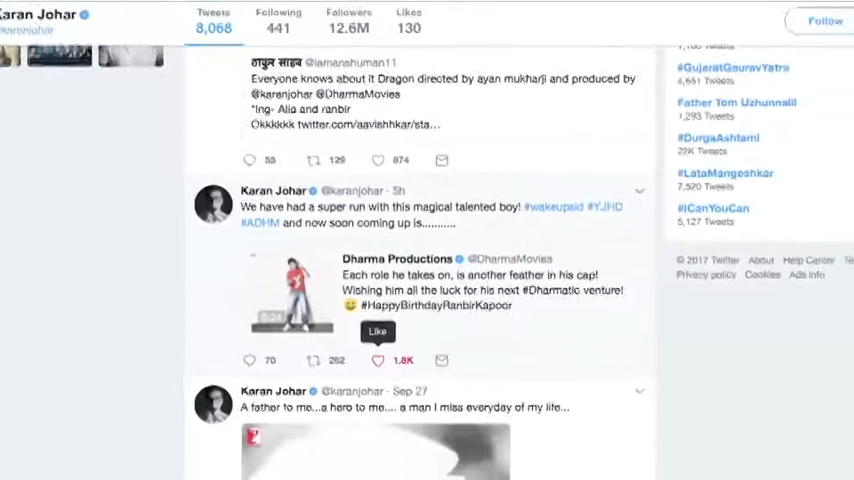 Karan Johar
@karanjohar
Tweets
8,068
Following
441
Followers
12.6M
Likes
130
Follow
ठाकुर साहब @iamanshuman11
Everyone knows about it Dragon directed by ayan mukharji and produced by
@karanjohar @DharmaMovies
*ing- Alia and ranbir
Okkkkkk twitter.com/aavishhkar/sta...
55
129
874
Karan Johar @karanjohar · 5h
We have had a super run with this magical talented boy! #wakeupsid #YJHD
#ADHM and now soon coming up is...........
Dharma Productions @DharmaMovies
Each role he takes on, is another feather in his cap!
Wishing him all the luck for his next #Dharmatic venture!
#HappyBirthdayRanbirKapoor
0:24
Like
70
262
1.8K
Karan Johar @karanjohar · Sep 27
A father to me...a hero to me.... a man I miss everyday of my life...
#GujaratGauravYatra
4,651 Tweets
Father Tom Uzhunnalil
1,293 Tweets
#DurgaAshtami
22K Tweets
#LataMangeshkar
7,520 Tweets
#ICanYouCan
5,127 Tweets
© 2017 Twitter About Help Center
Privacy policy Cookies Ads info